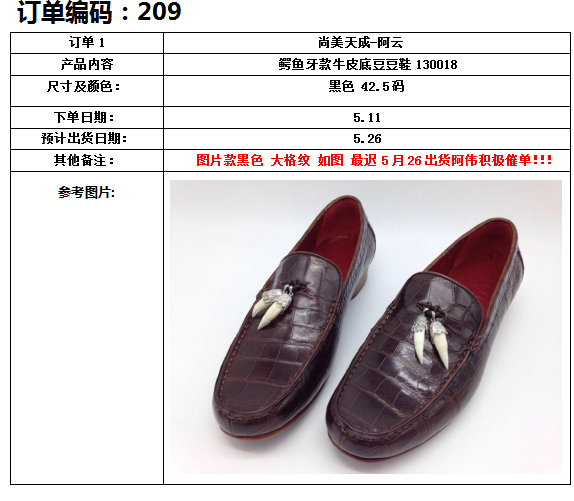 订单编码：209
订单 1 尚美天成-阿云
产品内容 鳄鱼牙款牛皮底豆豆鞋 130018
尺寸及颜色： 黑色 42.5码
下单日期： 5.11
预计出货日期： 5.26
其他备注： 图片款黑色 大格纹 如图 最迟 5 月 26 出货阿伟积极催单!!!
参考图片: